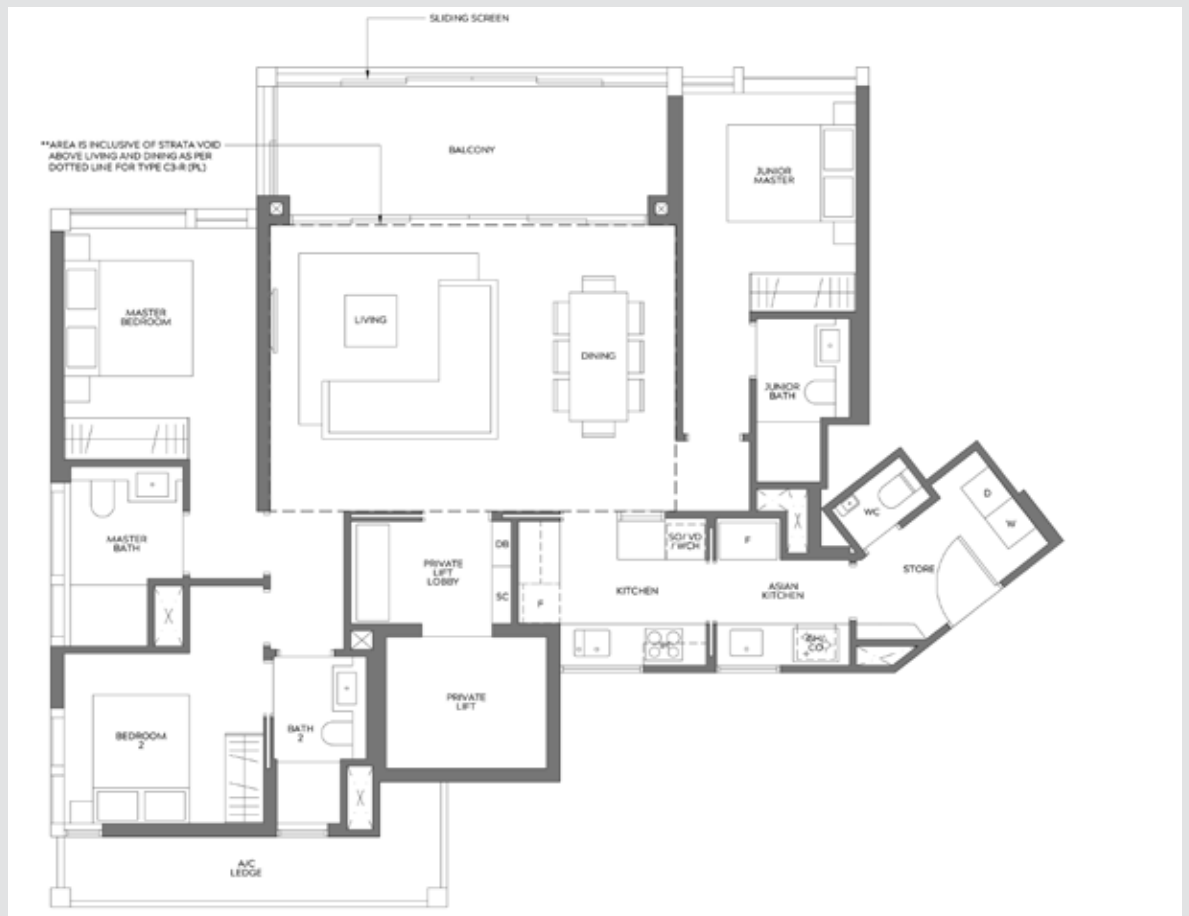 SLIDING SCREEN
**AREA IS INCLUSIVE OF STRATA VOID
ABOVE LIVING AND DINING AS PER
DOTTED LINE FOR TYPE C3-R (PL)
BALCONY
JUNIOR
MASTER
MASTER
BEDROOM
LIVING
DINING
JUNIOR
BATH
MASTER
BATH
PRIVATE
LIFT
LOBBY
DB
SC
F
KITCHEN
SO/ VD
/ WCH
F
ASIAN
KITCHEN
WC
D
W
STORE
BEDROOM
2
BATH
2
PRIVATE
LIFT
A/C
LEDGE